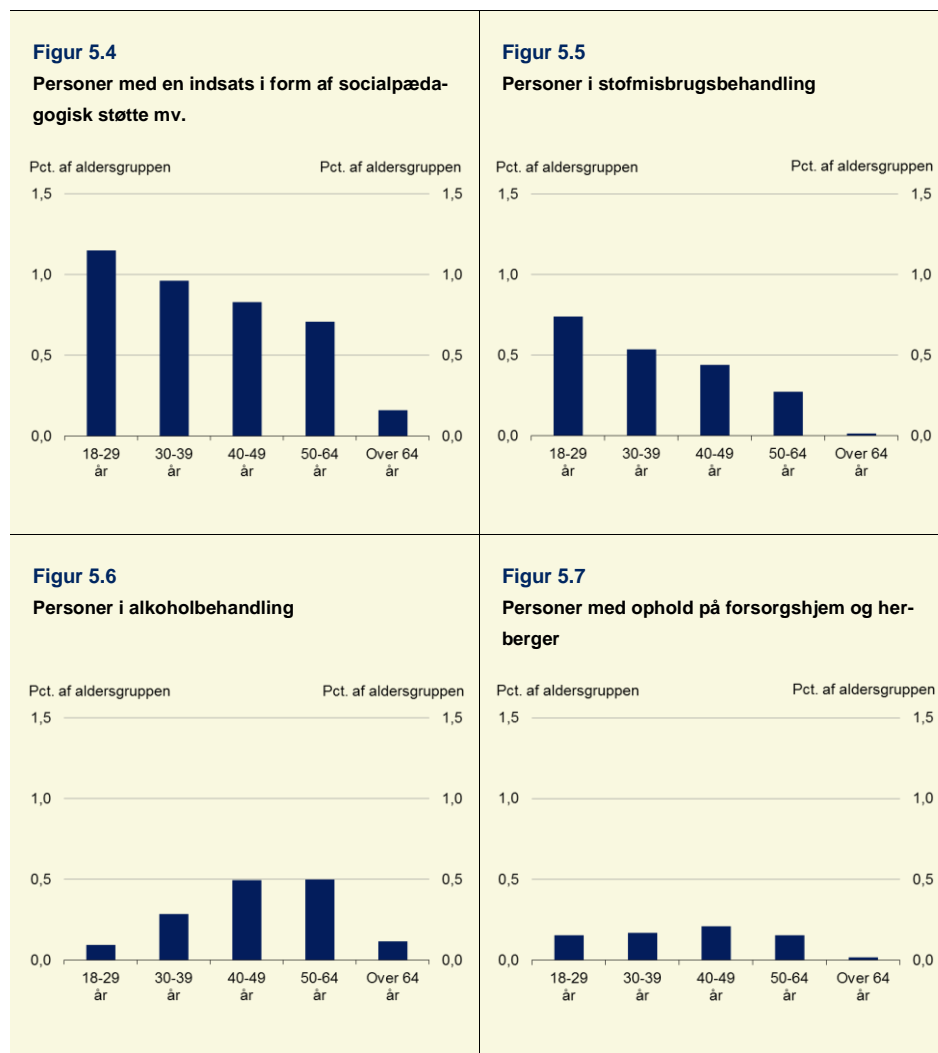 Figur 5.4
Personer med en indsats i form af socialpæda-
gogisk støtte mv.
Pct. af aldersgruppen Pct. af aldersgruppen
1,5 1,5
1,0 1,0
0,5 0,5
0,0 0,0
18-29 30-39 40-49 50-64 Over 64
år år år år år
Figur 5.5
Personer i stofmisbrugsbehandling
Pct. af aldersgruppen Pct. af aldersgruppen
1,5 1,5
1,0 1,0
0,5 0,5
0,0 0,0
18-29 30-39 40-49 50-64 Over 64
år år år år år
Figur 5.6
Personer i alkoholbehandling
Pct. af aldersgruppen Pct. af aldersgruppen
1,5 1,5
1,0 1,0
0,5 0,5
0,0 0,0
18-29 30-39 40-49 50-64 Over 64
år år år år år
Figur 5.7
Personer med ophold på forsorgshjem og her-
berger
Pct. af aldersgruppen Pct. af aldersgruppen
1,5 1,5
1,0 1,0
0,5 0,5
0,0 0,0
18-29 30-39 40-49 50-64 Over 64
år år år år år